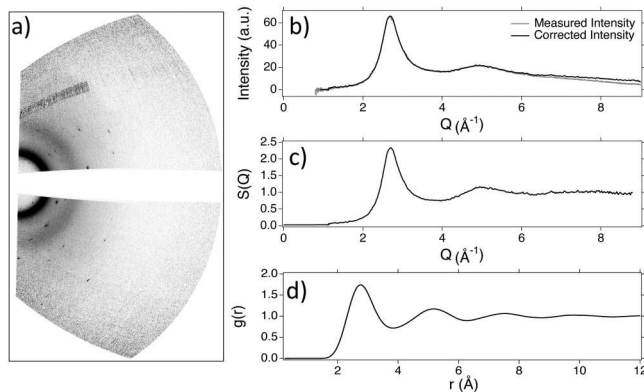 a)
b)
60
40
20
0
Intensity (a.u.)
Measured Intensity
Corrected Intensity
0 2 4 6 8
Q (Å⁻¹)
c)
2.5
2.0
1.5
1.0
0.5
0.0
S(Q)
0 2 4 6 8
Q (Å⁻¹)
d)
2.0
1.5
1.0
0.5
0.0
g(r)
2 4 6 8 10 12
r (Å)